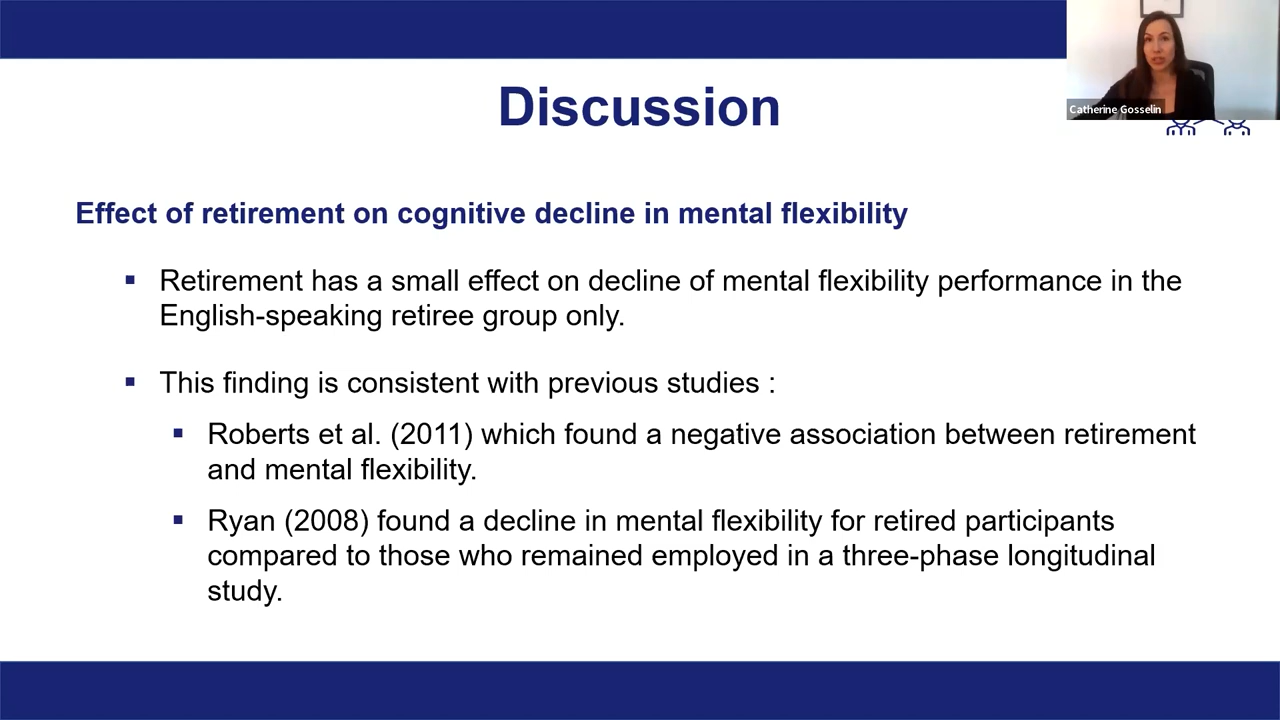 Discussion
Catherine Gosselin
Effect of retirement on cognitive decline in mental flexibility
▪ Retirement has a small effect on decline of mental flexibility performance in the
English-speaking retiree group only.
▪ This finding is consistent with previous studies :
▪ Roberts et al. (2011) which found a negative association between retirement
and mental flexibility.
▪ Ryan (2008) found a decline in mental flexibility for retired participants
compared to those who remained employed in a three-phase longitudinal
study.